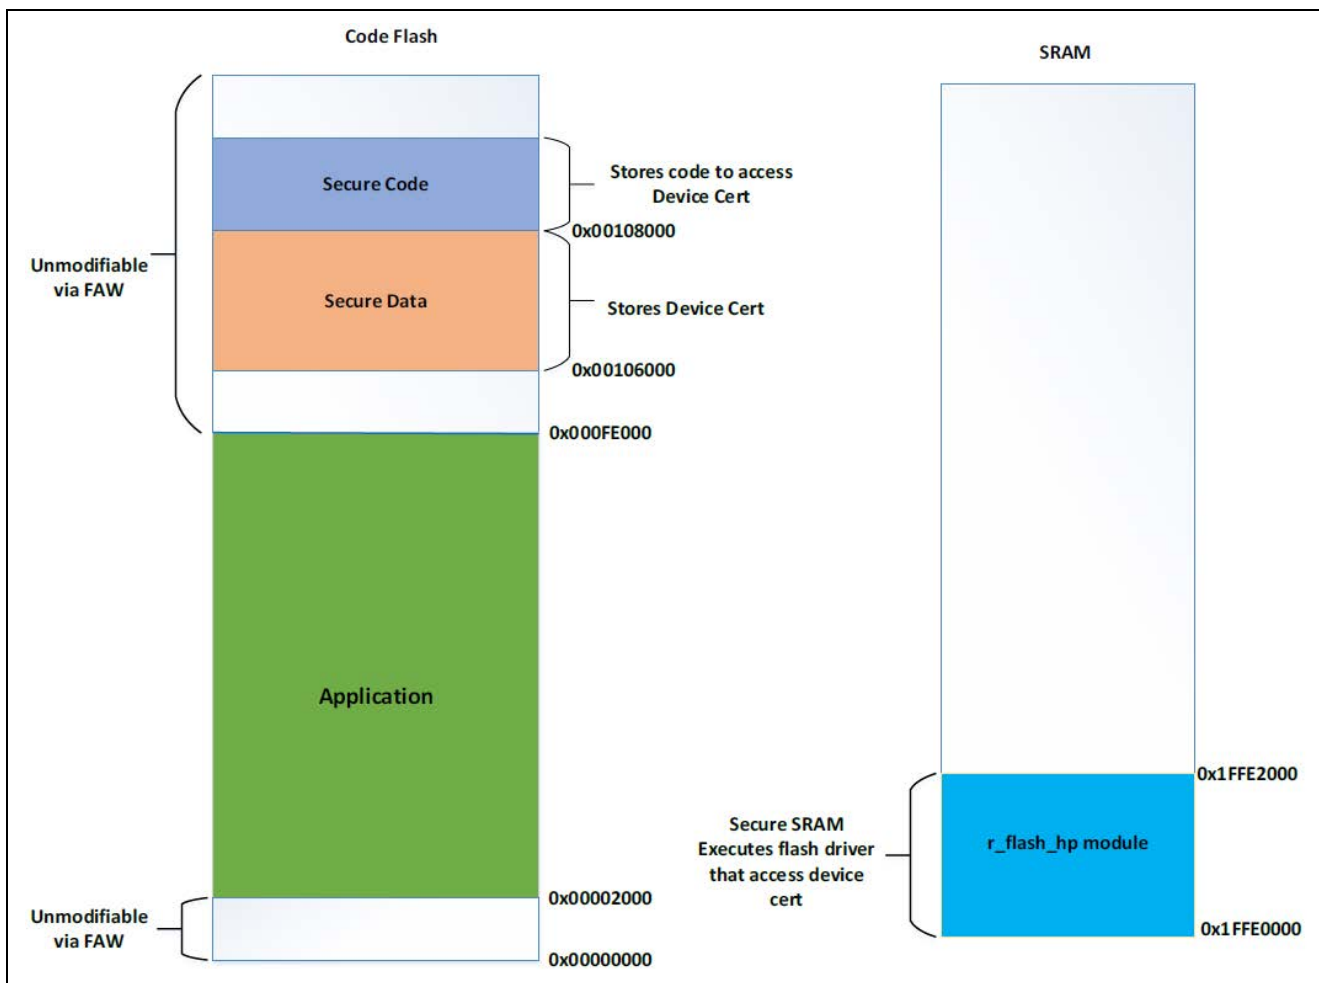 Code Flash
SRAM
Secure Code
Stores code to access
Device Cert
0x00108000
Unmodifiable
via FAW
Secure Data
Stores Device Cert
0x00106000
0x000FE000
Application
0x1FFE2000
Secure SRAM
Executes flash driver
that access device
cert
r_flash_hp module
0x00002000
Unmodifiable
via FAW
0x1FFE0000
0x00000000